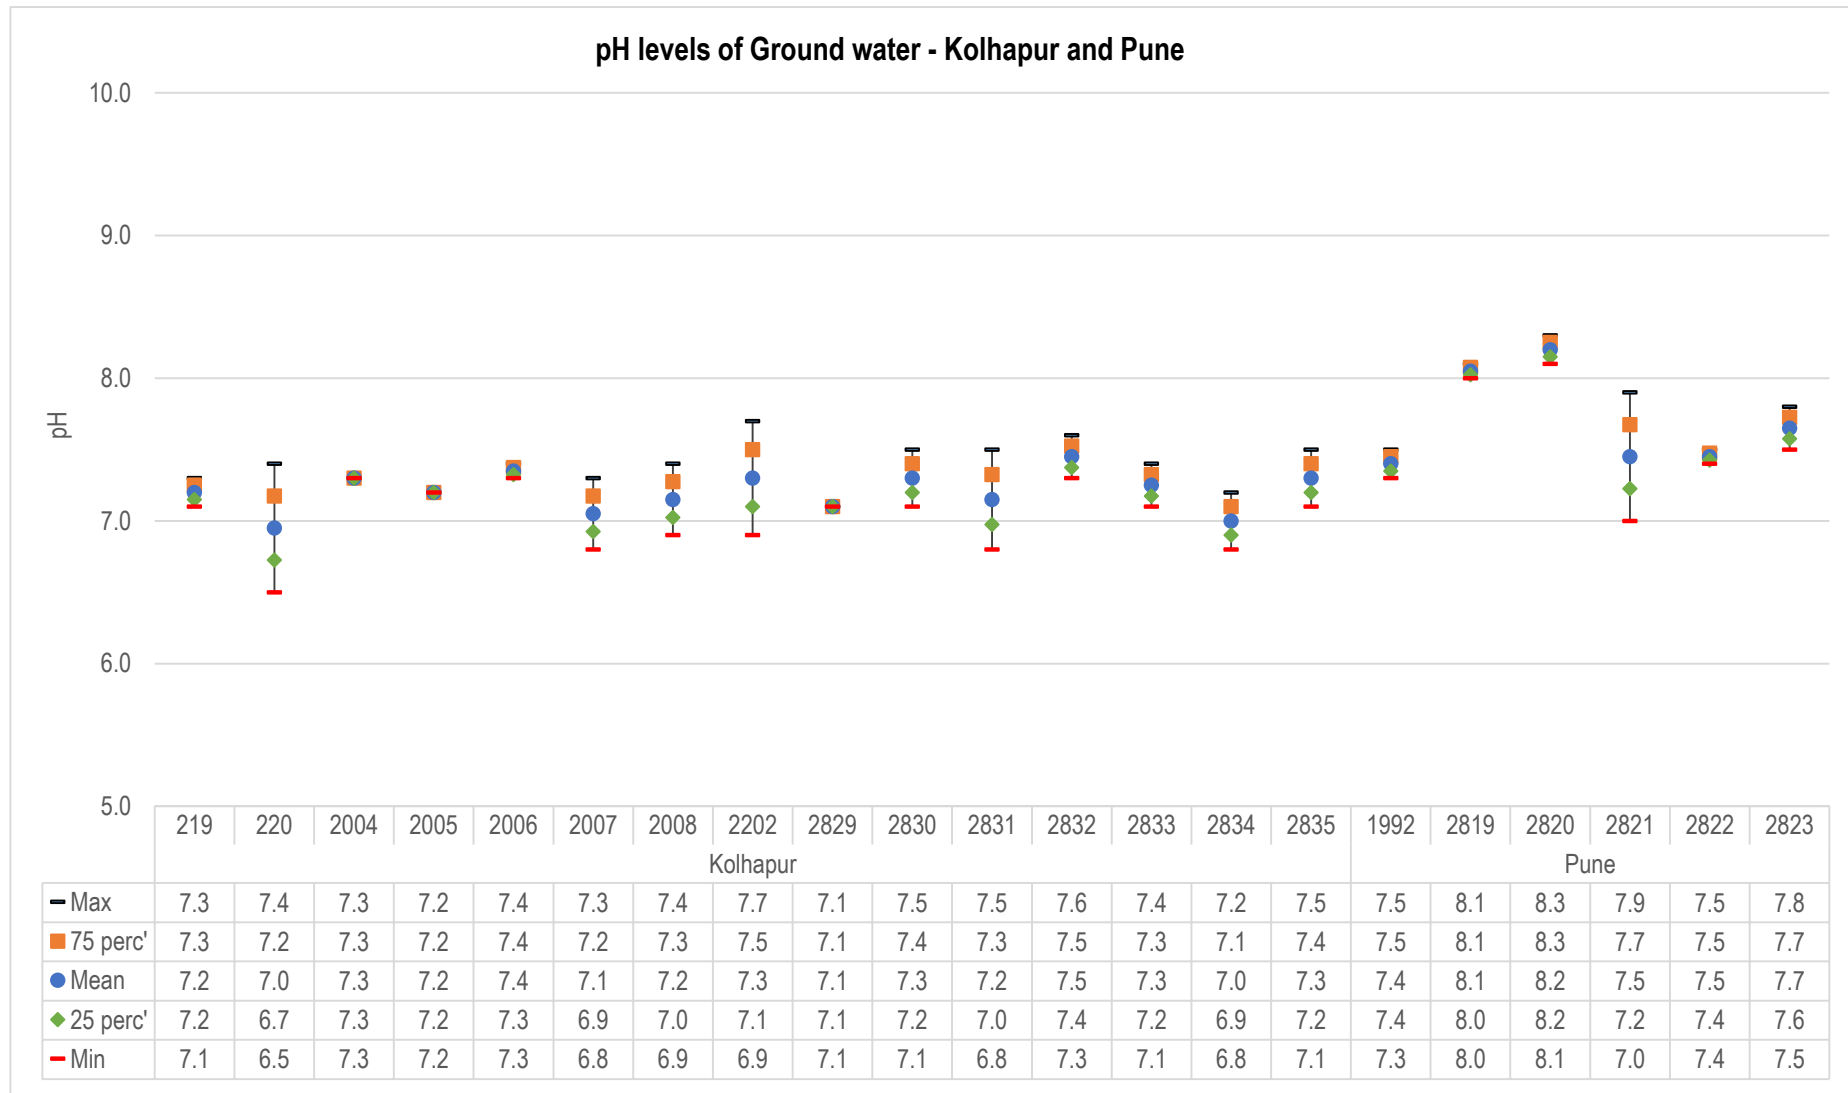 pH levels of Ground water - Kolhapur and Pune
10.0
9.0
8.0
7.0
6.0
5.0
pH
219 220 2004 2005 2006 2007 2008 2202 2829 2830 2831 2832 2833 2834 2835 1992 2819 2820 2821 2822 2823
Kolhapur Pune
Max 7.3 7.4 7.3 7.2 7.4 7.3 7.4 7.7 7.1 7.5 7.5 7.6 7.4 7.2 7.5 7.5 8.1 8.3 7.9 7.5 7.8
75 perc' 7.3 7.2 7.3 7.2 7.4 7.2 7.3 7.5 7.1 7.4 7.3 7.5 7.3 7.1 7.4 7.5 8.1 8.3 7.7 7.5 7.7
Mean 7.2 7.0 7.3 7.2 7.4 7.1 7.2 7.3 7.1 7.3 7.2 7.5 7.3 7.0 7.3 7.4 8.1 8.2 7.5 7.5 7.7
25 perc' 7.2 6.7 7.3 7.2 7.3 6.9 7.0 7.1 7.1 7.2 7.0 7.4 7.2 6.9 7.2 7.4 8.0 8.2 7.2 7.4 7.6
Min 7.1 6.5 7.3 7.2 7.3 6.8 6.9 6.9 7.1 7.1 6.8 7.3 7.1 6.8 7.1 7.3 8.0 8.1 7.0 7.4 7.5